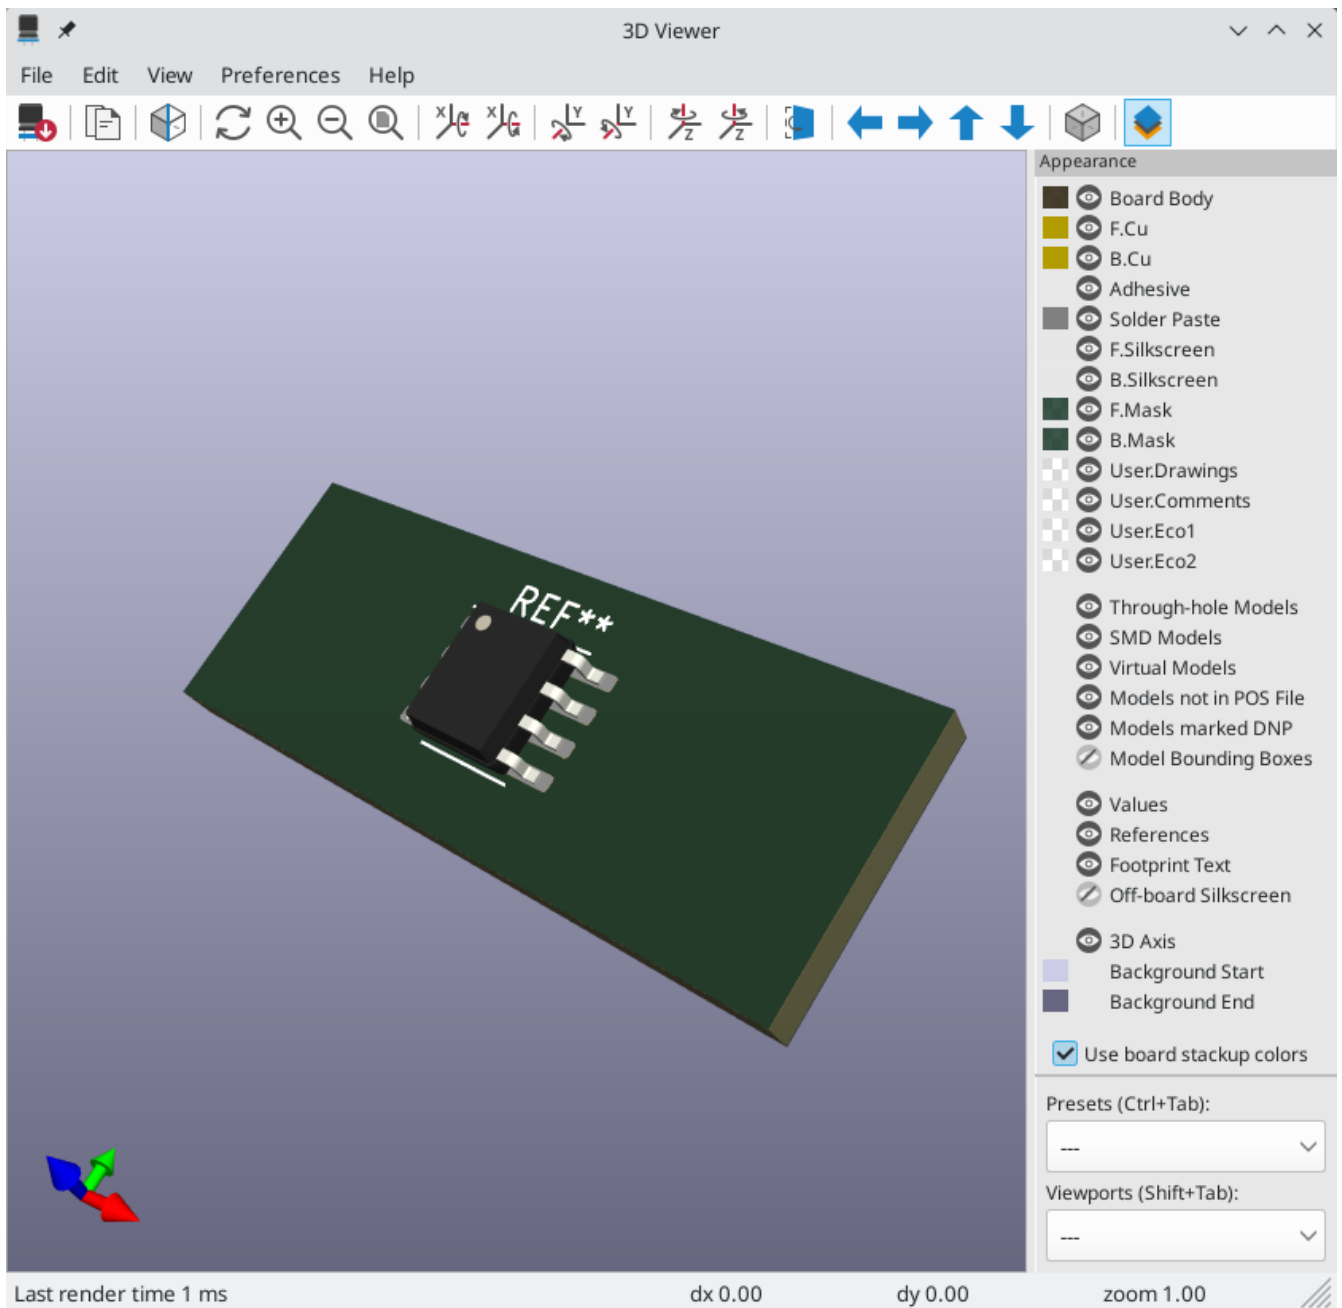 3D Viewer
File Edit View Preferences Help
Appearance
Board Body
F.Cu
B.Cu
Adhesive
Solder Paste
F.Silkscreen
B.Silkscreen
F.Mask
B.Mask
User.Drawings
User.Comments
User.Eco1
User.Eco2
Through-hole Models
SMD Models
Virtual Models
Models not in POS File
Models marked DNP
Model Bounding Boxes
Values
References
Footprint Text
Off-board Silkscreen
3D Axis
Background Start
Background End
Use board stackup colors
Presets (Ctrl+Tab):
---
Viewports (Shift+Tab):
---
REF**
Last render time 1 ms dx 0.00 dy 0.00 zoom 1.00